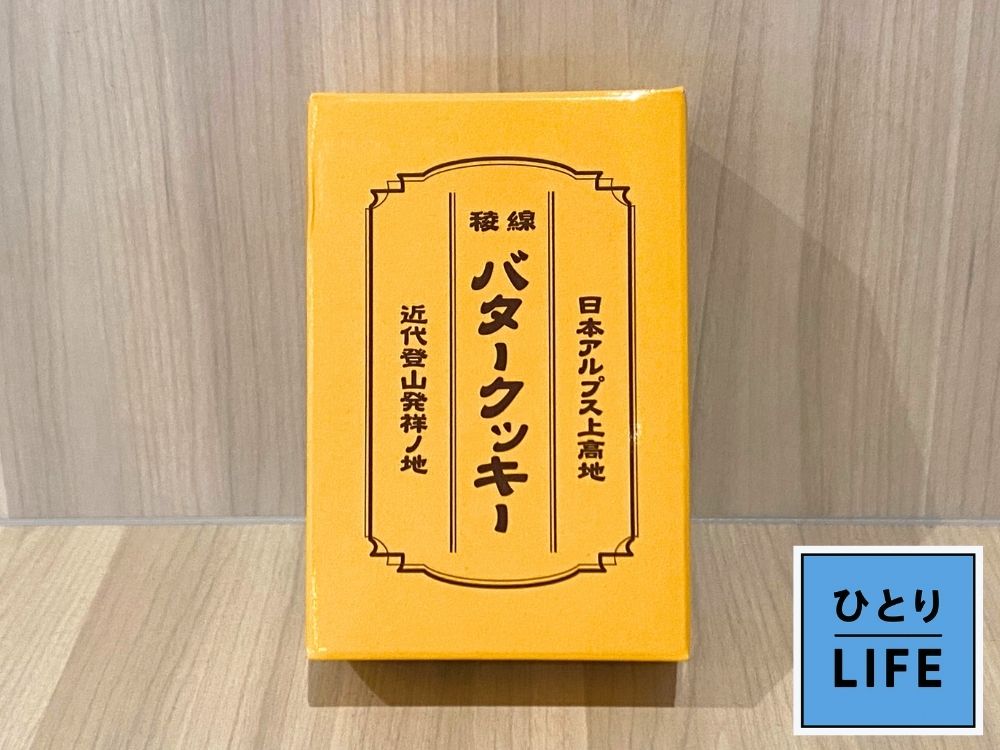 日本アルプス上高地
稜線
バタークッキー
近代登山発祥ノ地
ひとり
LIFE